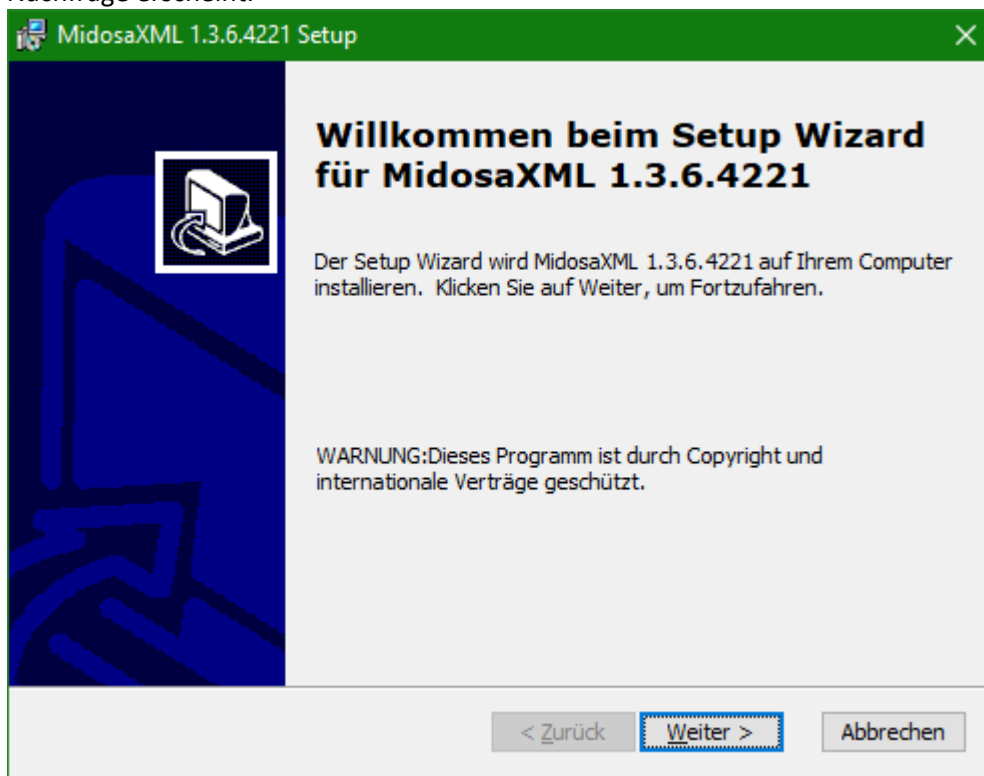 MidosaXML 1.3.6.4221 Setup
Willkommen beim Setup Wizard
für MidosaXML 1.3.6.4221
Der Setup Wizard wird MidosaXML 1.3.6.4221 auf Ihrem Computer
installieren.  Klicken Sie auf Weiter, um Fortzufahren.
WARNUNG:Dieses Programm ist durch Copyright und
internationale Verträge geschützt.
< Zurück Weiter > Abbrechen